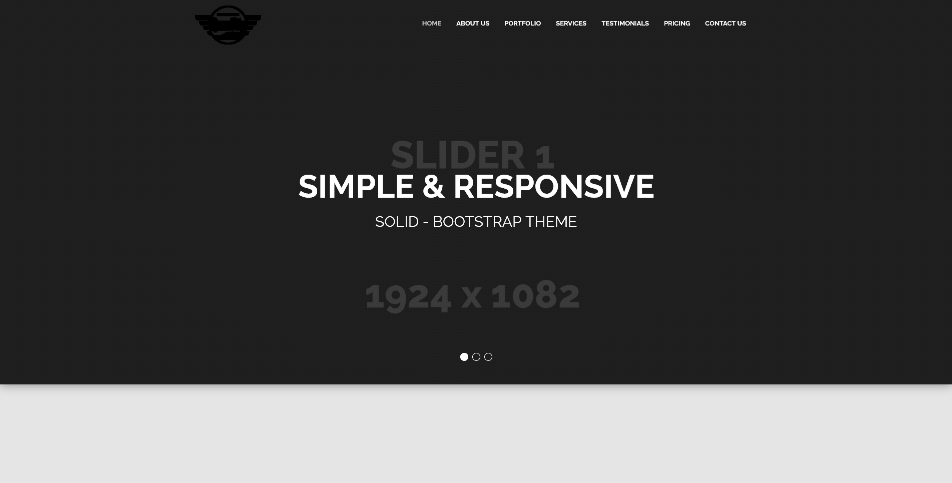 HOME ABOUT US PORTFOLIO SERVICES TESTIMONIALS PRICING CONTACT US
SLIDER 1
SIMPLE & RESPONSIVE
SOLID - BOOTSTRAP THEME
1924 x 1082